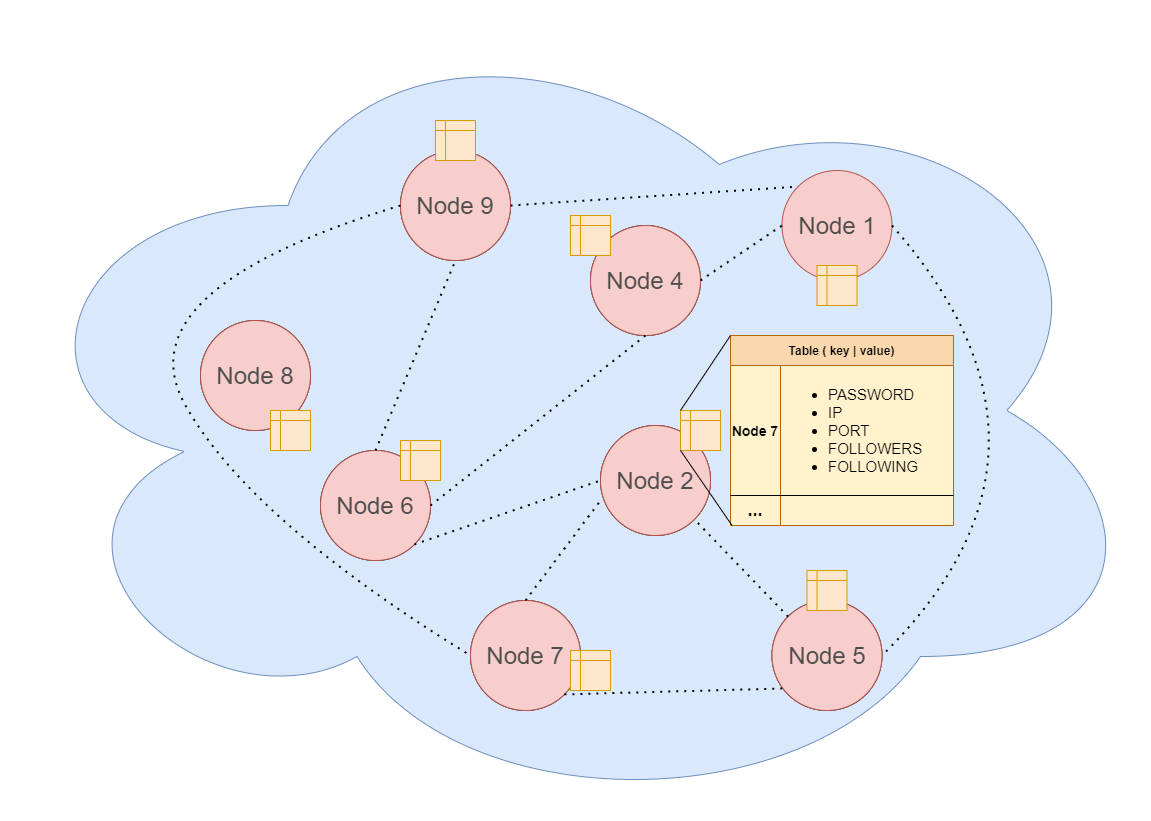 Node 9
Node 1
Node 4
Node 8
Table ( key | value)
Node 7
PASSWORD
IP
PORT
FOLLOWERS
FOLLOWING
...
Node 2
Node 6
Node 7
Node 5